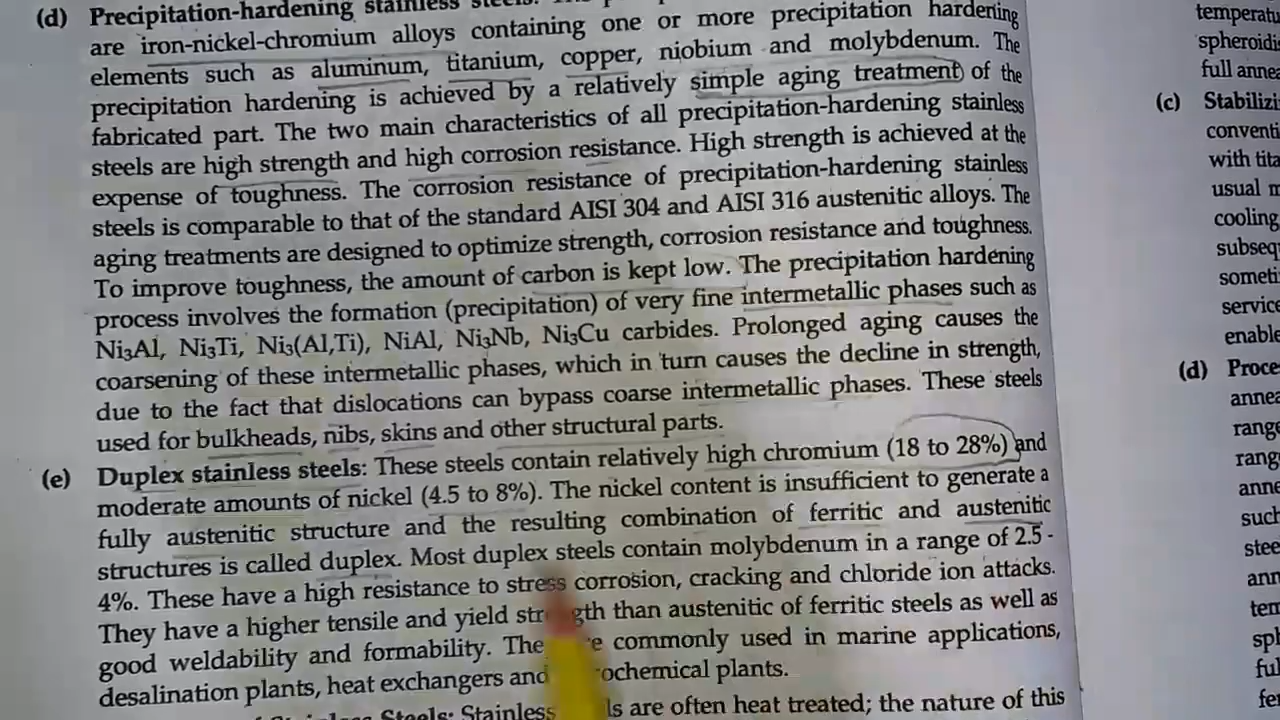 (d) Precipitation-hardening stainless steels:
are iron-nickel-chromium alloys containing one or more precipitation hardening
elements such as aluminum, titanium, copper, niobium and molybdenum. The
precipitation hardening is achieved by a relatively simple aging treatment of the
fabricated part. The two main characteristics of all precipitation-hardening stainless
steels are high strength and high corrosion resistance. High strength is achieved at the
expense of toughness. The corrosion resistance of precipitation-hardening stainless
steels is comparable to that of the standard AISI 304 and AISI 316 austenitic alloys. The
aging treatments are designed to optimize strength, corrosion resistance and toughness.
To improve toughness, the amount of carbon is kept low. The precipitation hardening
process involves the formation (precipitation) of very fine intermetallic phases such as
Ni₃Al, Ni₃Ti, Ni₃(Al,Ti), NiAl, Ni₃Nb, Ni₃Cu carbides. Prolonged aging causes the
coarsening of these intermetallic phases, which in turn causes the decline in strength,
due to the fact that dislocations can bypass coarse intermetallic phases. These steels
used for bulkheads, nibs, skins and other structural parts.
(e) Duplex stainless steels: These steels contain relatively high chromium (18 to 28%) and
moderate amounts of nickel (4.5 to 8%). The nickel content is insufficient to generate a
fully austenitic structure and the resulting combination of ferritic and austenitic
structures is called duplex. Most duplex steels contain molybdenum in a range of 2.5 -
4%. These have a high resistance to stress corrosion, cracking and chloride ion attacks.
They have a higher tensile and yield strength than austenitic of ferritic steels as well as
good weldability and formability. The commonly used in marine applications,
desalination plants, heat exchangers and ochemical plants.
Steels: Stainless ls are often heat treated; the nature of this
temperatu
spheroidi
full annea
(c) Stabilizi
conventi
with tita
usual m
cooling
subseq
someti
service
enable
(d) Proce
annea
range
rang
anne
such
stee
ann
tem
sph
ful
fer